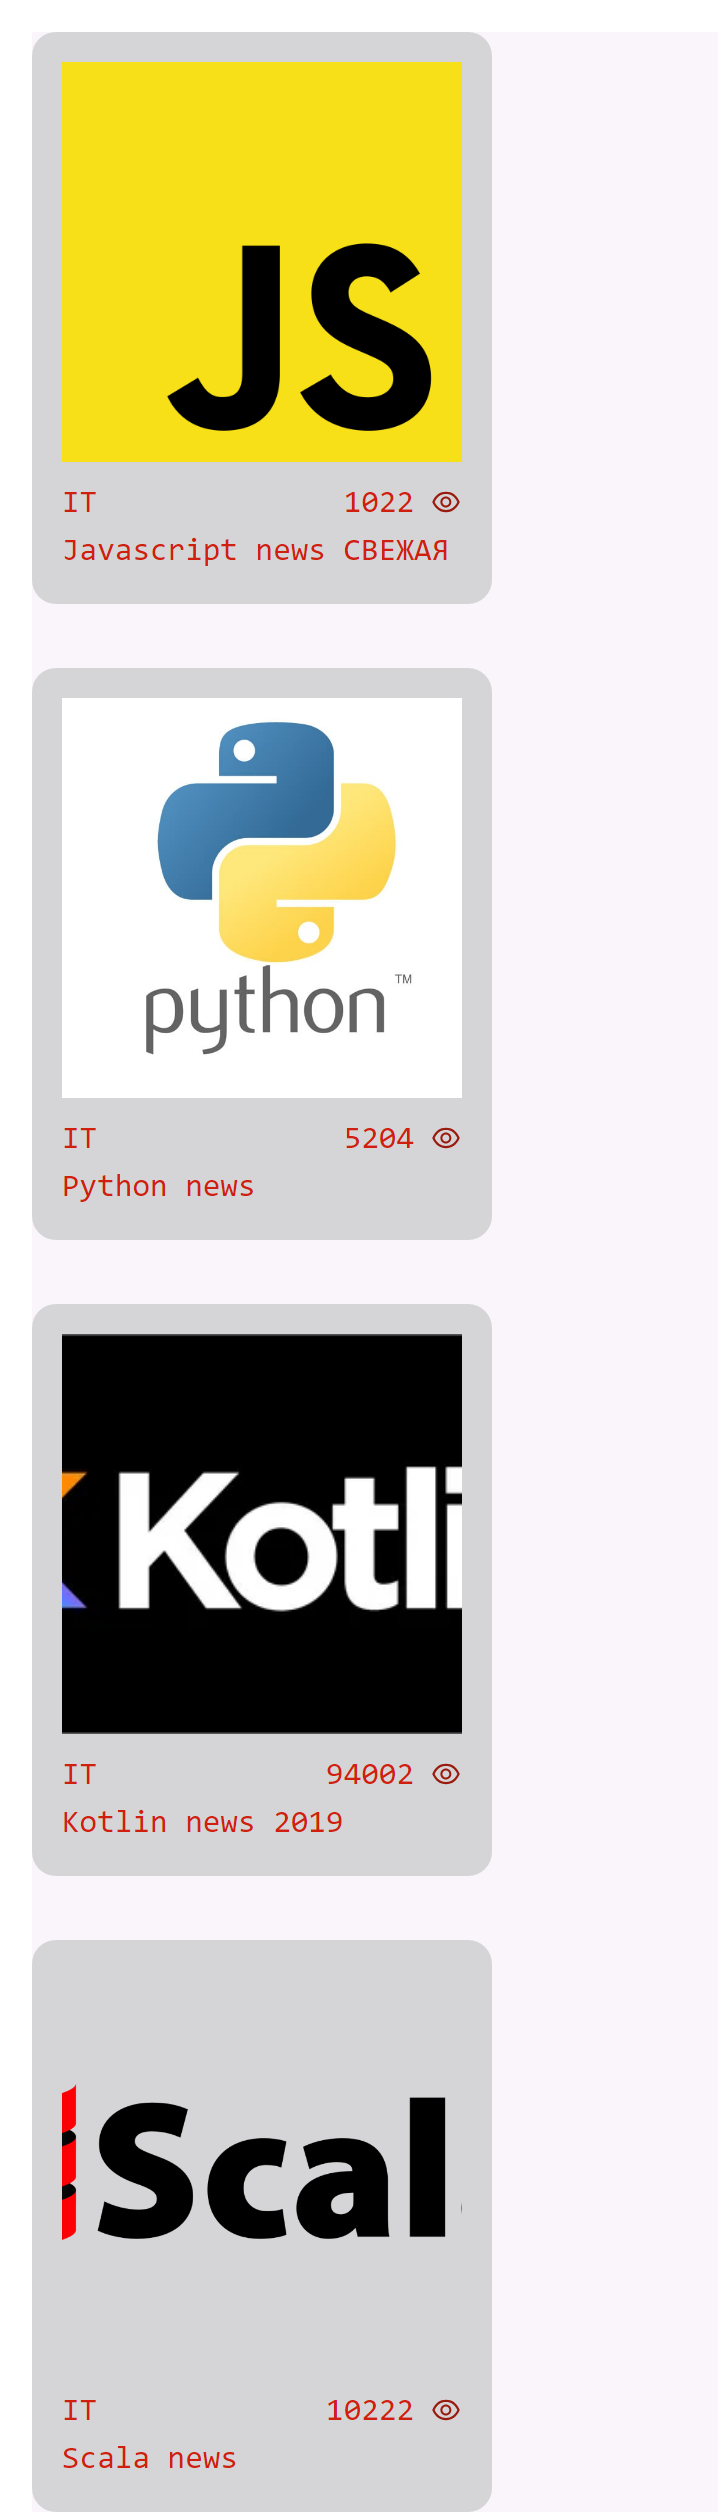 JS
IT 1022
Javascript news СВЕЖАЯ
python™
IT 5204
Python news
Kotli
IT 94002
Kotlin news 2019
Scal
IT 10222
Scala news